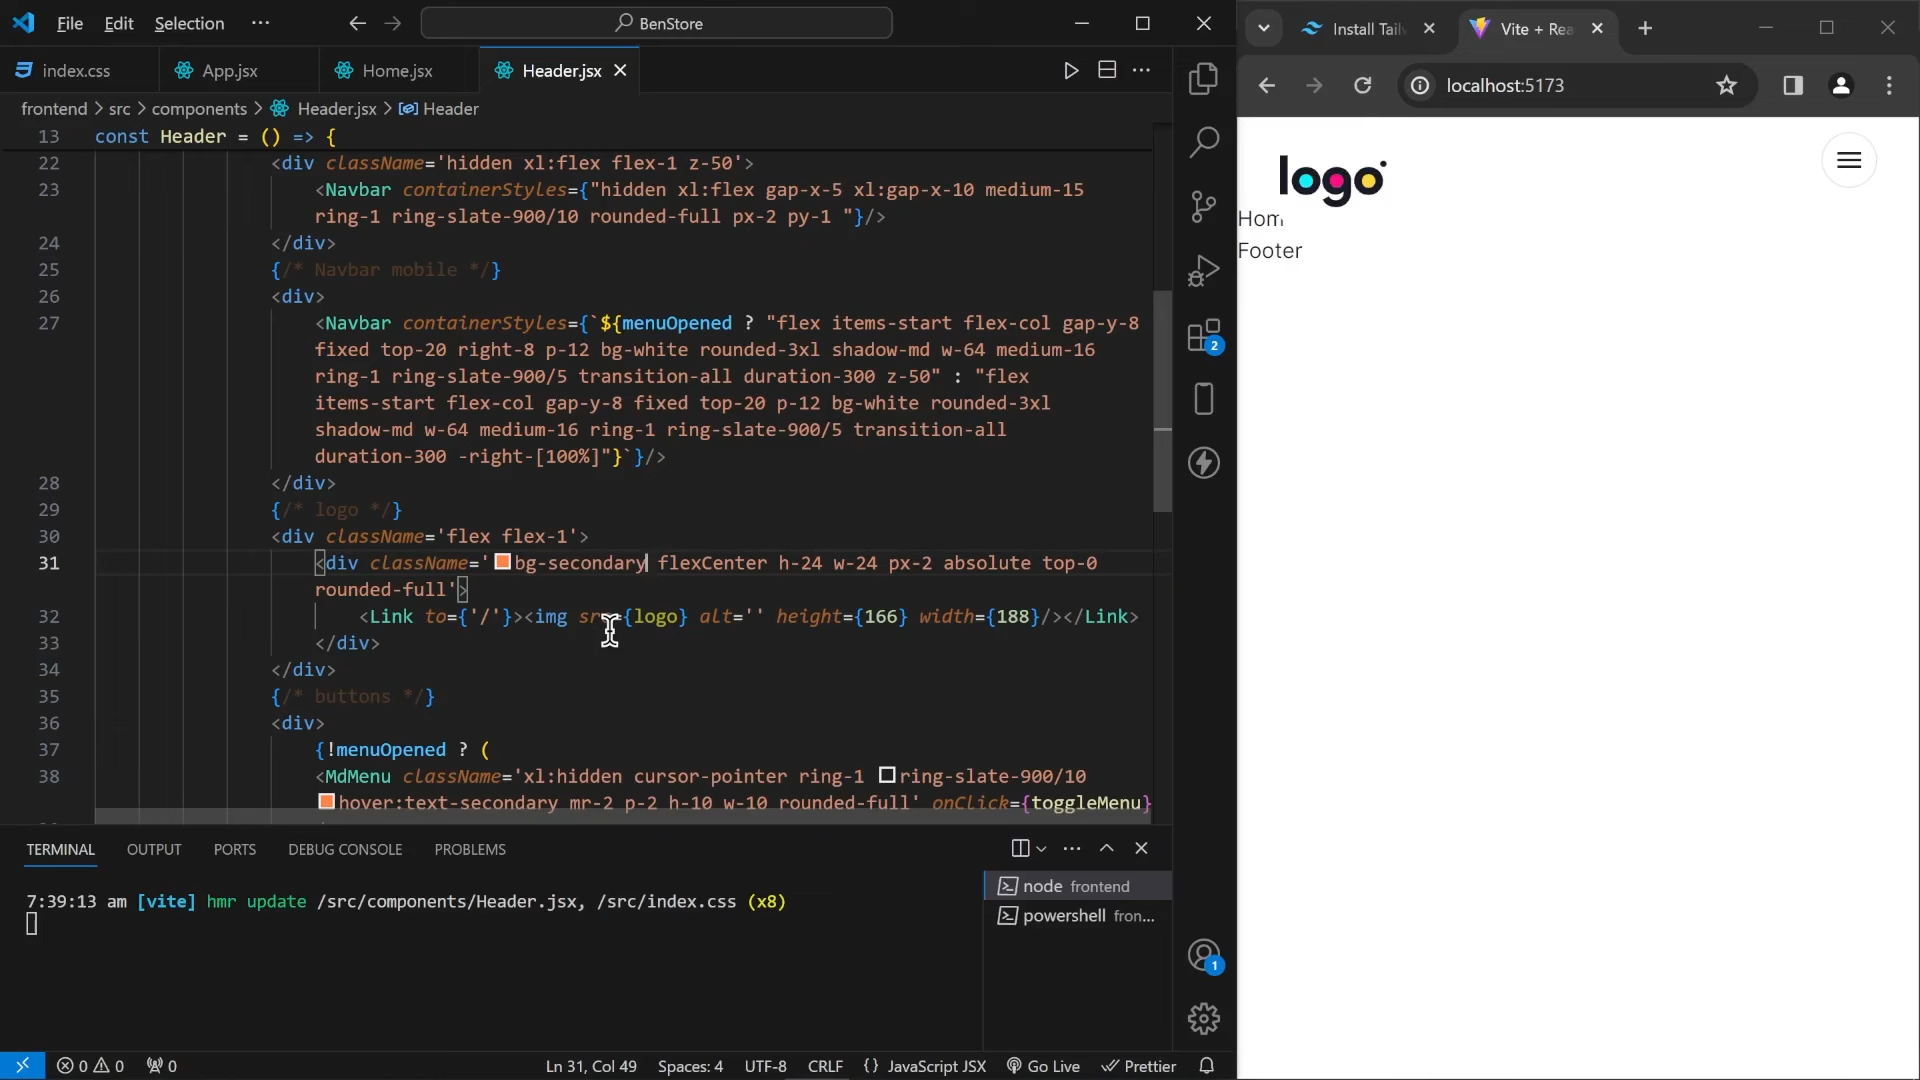 File Edit Selection ··· BenStore
index.css App.jsx Home.jsx Header.jsx
frontend > src > components > Header.jsx > Header
13 const Header = () => {
22 <div className='hidden xl:flex flex-1 z-50'>
23 <Navbar containerStyles={"hidden xl:flex gap-x-5 xl:gap-x-10 medium-15
ring-1 ring-slate-900/10 rounded-full px-2 py-1 "}/>
24 </div>
25 {/* Navbar mobile */}
26 <div>
27 <Navbar containerStyles={`${menuOpened ? "flex items-start flex-col gap-y-8
fixed top-20 right-8 p-12 bg-white rounded-3xl shadow-md w-64 medium-16
ring-1 ring-slate-900/5 transition-all duration-300 z-50" : "flex
items-start flex-col gap-y-8 fixed top-20 p-12 bg-white rounded-3xl
shadow-md w-64 medium-16 ring-1 ring-slate-900/5 transition-all
duration-300 -right-[100%]"}`}/>
28 </div>
29 {/* logo */}
30 <div className='flex flex-1'>
31 <div className='bg-secondary flexCenter h-24 w-24 px-2 absolute top-0
rounded-full'>
32 <Link to={'/'}><img src={logo} alt='' height={166} width={188}/></Link>
33 </div>
34 </div>
35 {/* buttons */}
36 <div>
37 {!menuOpened ? (
38 <MdMenu className='xl:hidden cursor-pointer ring-1 ring-slate-900/10
hover:text-secondary mr-2 p-2 h-10 w-10 rounded-full' onClick={toggleMenu}
TERMINAL OUTPUT PORTS DEBUG CONSOLE PROBLEMS
7:39:13 am [vite] hmr update /src/components/Header.jsx, /src/index.css (x8)
node frontend
powershell fron...
2
1
0 0 0 Ln 31, Col 49 Spaces: 4 UTF-8 CRLF {} JavaScript JSX Go Live Prettier
Install Tail Vite + Rea
localhost:5173
logo
Hom
Footer